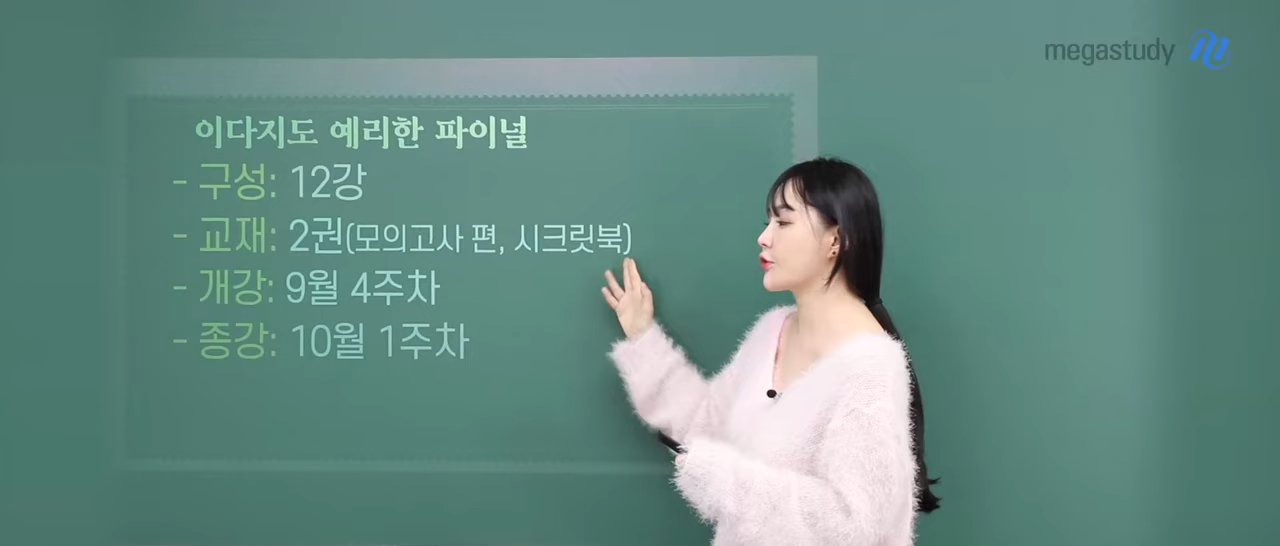 megastudy
이다지도 예리한 파이널
- 구성: 12강
- 교재: 2권(모의고사 편, 시크릿북)
- 개강: 9월 4주차
- 종강: 10월 1주차